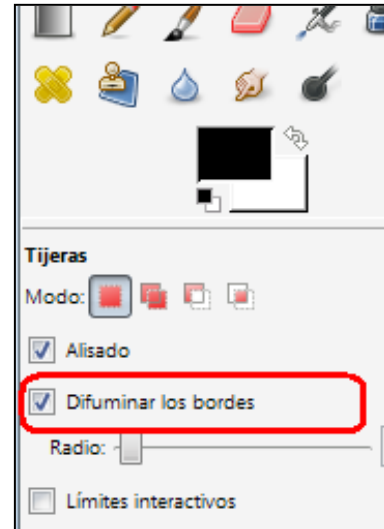 Tijeras
Modo:
Alisado
Difuminar los bordes
Radio:
Límites interactivos